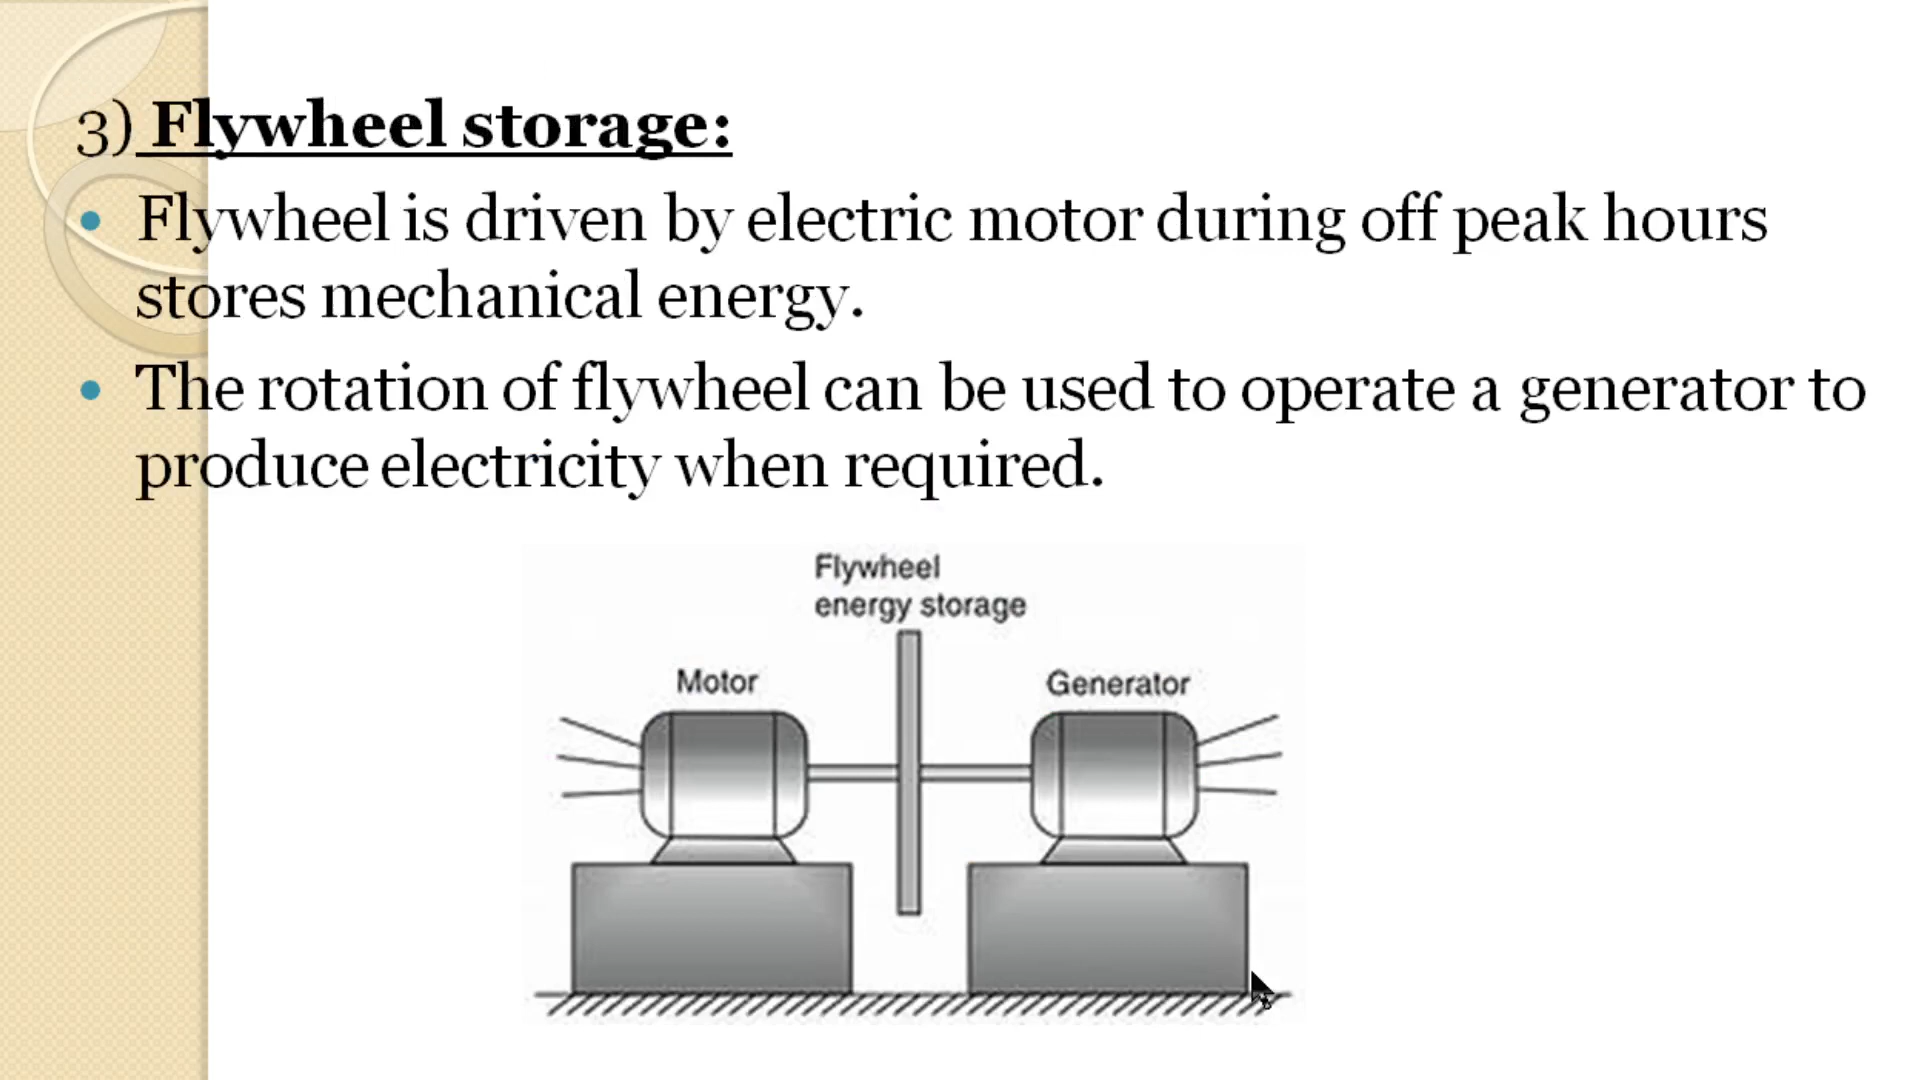 3) Flywheel storage:
• Flywheel is driven by electric motor during off peak hours
stores mechanical energy.
• The rotation of flywheel can be used to operate a generator to
produce electricity when required.
Flywheel
energy storage
Motor
Generator